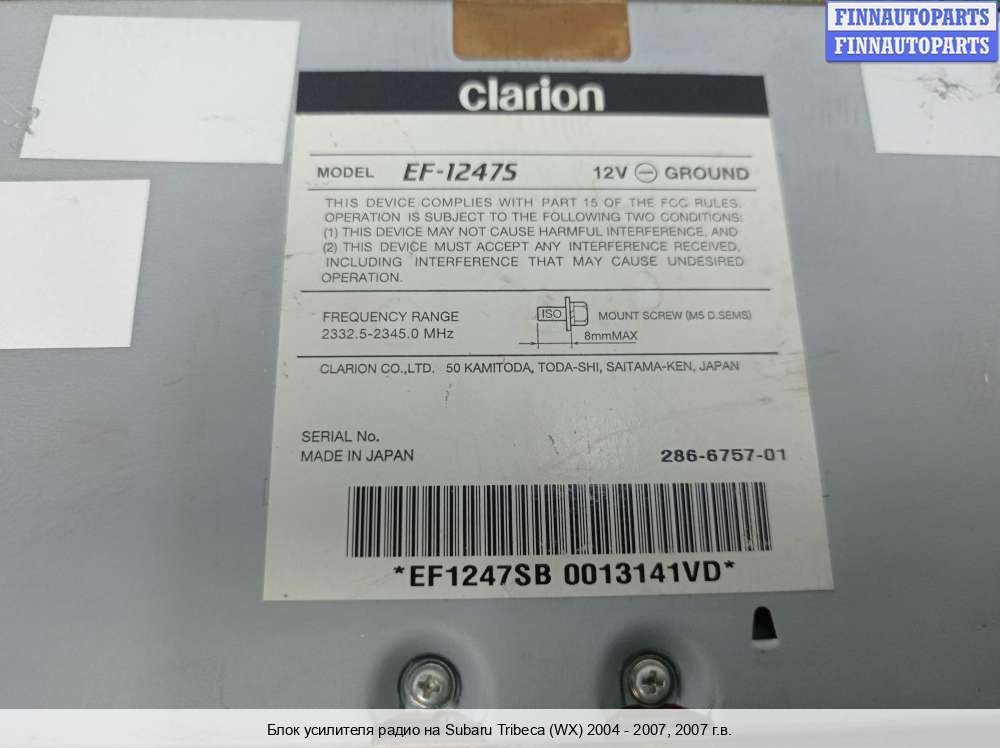 FINNAUTOPARTS
FINNAUTOPARTS
clarion
MODEL EF-1247S 12V ⊖ GROUND
THIS DEVICE COMPLIES WITH PART 15 OF THE FCC RULES.
OPERATION IS SUBJECT TO THE FOLLOWING TWO CONDITIONS:
(1) THIS DEVICE MAY NOT CAUSE HARMFUL INTERFERENCE, AND
(2) THIS DEVICE MUST ACCEPT ANY INTERFERENCE RECEIVED,
INCLUDING INTERFERENCE THAT MAY CAUSE UNDESIRED
OPERATION.
FREQUENCY RANGE
2332.5-2345.0 MHz
ISO MOUNT SCREW (M5 D.SEMS)
8mmMAX
CLARION CO.,LTD. 50 KAMITODA, TODA-SHI, SAITAMA-KEN, JAPAN
SERIAL No.
MADE IN JAPAN 286-6757-01
*EF1247SB 0013141VD*
Блок усилителя радио на Subaru Tribeca (WX) 2004 - 2007, 2007 г.в.